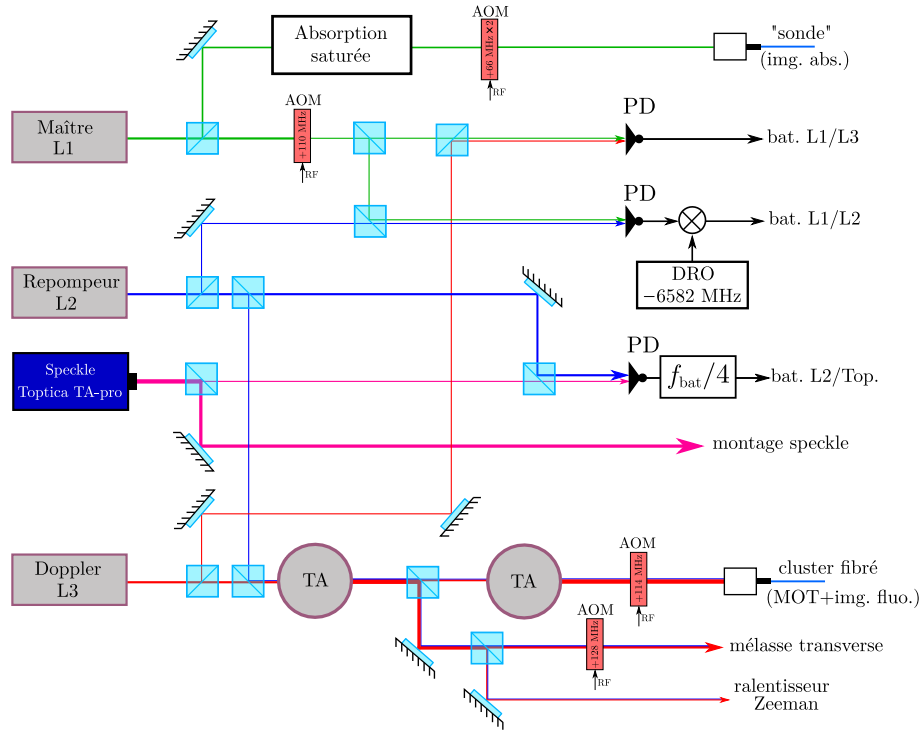 AOM
"sonde"
Absorption
saturée
+66 MHz ×2
(img. abs.)
RF
AOM
PD
Maître
L1
+110 MHz
bat. L1/L3
RF
PD
bat. L1/L2
Repompeur
L2
DRO
−6582 MHz
PD
Speckle
Toptica TA-pro
f_bat/4
bat. L2/Top.
montage speckle
AOM
Doppler
L3
TA
TA
+114 MHz
cluster fibré
(MOT+img. fluo.)
AOM
RF
+128 MHz
mélasse transverse
RF
ralentisseur
Zeeman